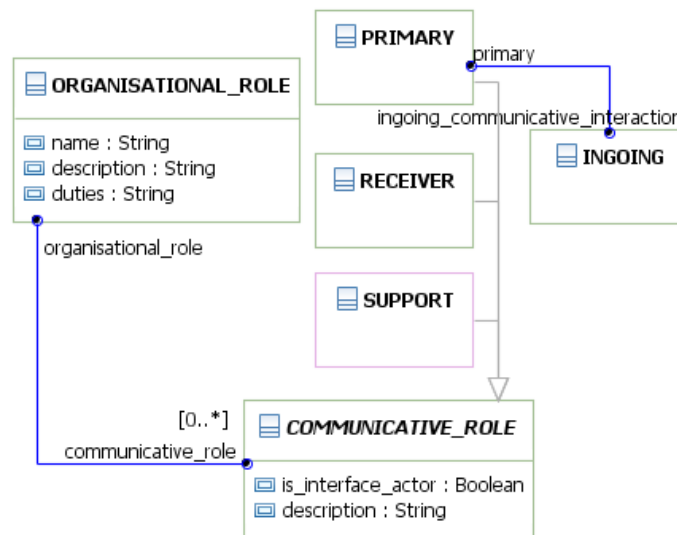 PRIMARY
primary
ORGANISATIONAL_ROLE
name : String
description : String
duties : String
ingoing_communicative_interaction
INGOING
RECEIVER
organisational_role
SUPPORT
[0..*]
communicative_role
COMMUNICATIVE_ROLE
is_interface_actor : Boolean
description : String